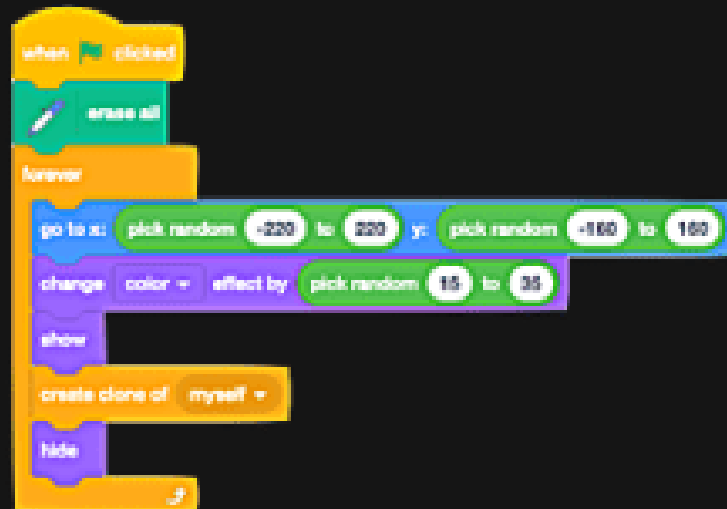 when clicked
erase all
forever
go to x: pick random -220 to 220 y: pick random -160 to 160
change color effect by pick random 15 to 35
show
create clone of myself
hide